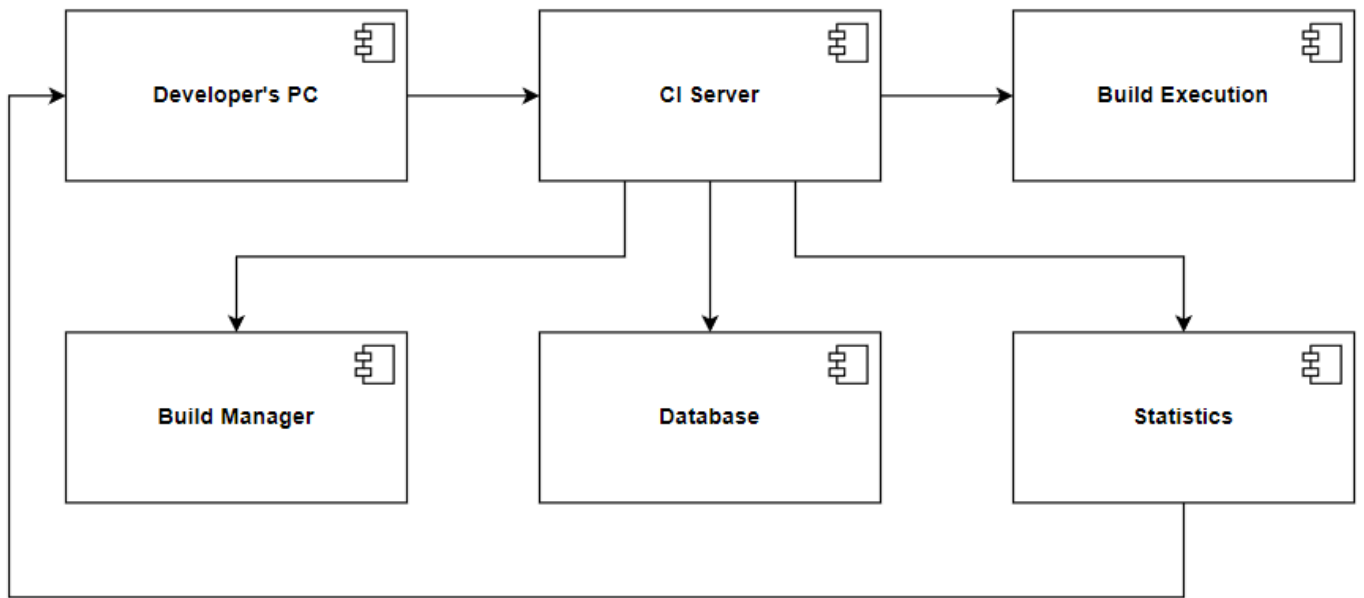 Developer's PC
CI Server
Build Execution
Build Manager
Database
Statistics